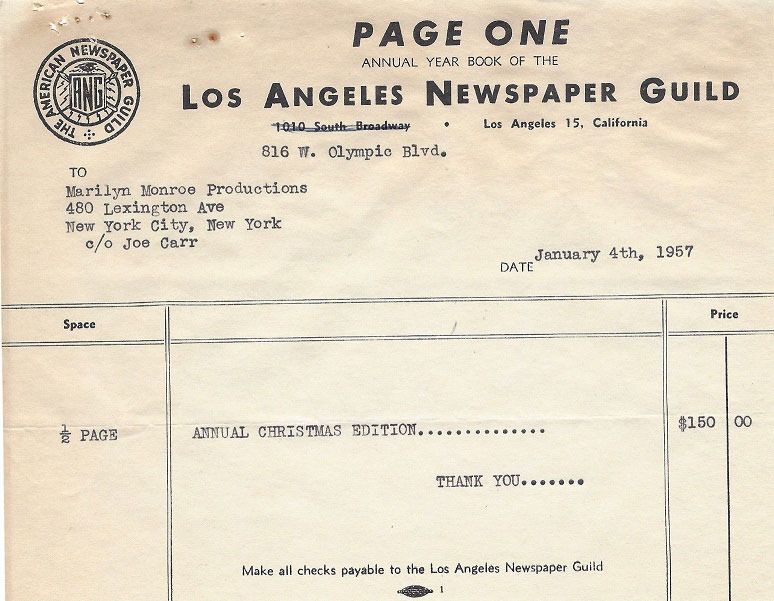 PAGE ONE
ANNUAL YEAR BOOK OF THE
LOS ANGELES NEWSPAPER GUILD
THE AMERICAN NEWSPAPER GUILD
ANG
1010 South Broadway • Los Angeles 15, California
816 W. Olympic Blvd.
TO
Marilyn Monroe Productions
480 Lexington Ave
New York City, New York
c/o Joe Carr
DATE January 4th, 1957
Space Price
½ PAGE ANNUAL CHRISTMAS EDITION.............. $150 00
THANK YOU.......
Make all checks payable to the Los Angeles Newspaper Guild
1